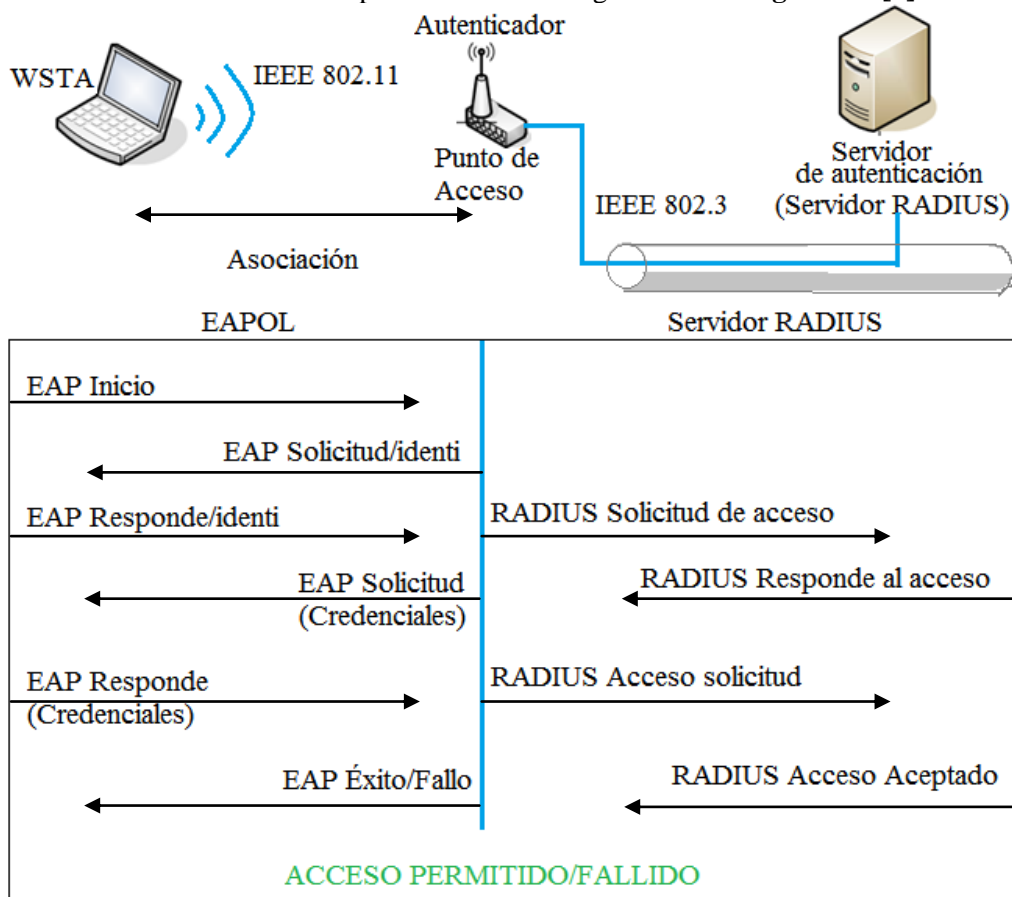 Autenticador
WSTA
IEEE 802.11
Punto de
Acceso
Servidor
de autenticación
(Servidor RADIUS)
IEEE 802.3
Asociación
EAPOL
Servidor RADIUS
EAP Inicio
EAP Solicitud/identi
EAP Responde/identi
RADIUS Solicitud de acceso
EAP Solicitud
(Credenciales)
RADIUS Responde al acceso
EAP Responde
(Credenciales)
RADIUS Acceso solicitud
EAP Éxito/Fallo
RADIUS Acceso Aceptado
ACCESO PERMITIDO/FALLIDO